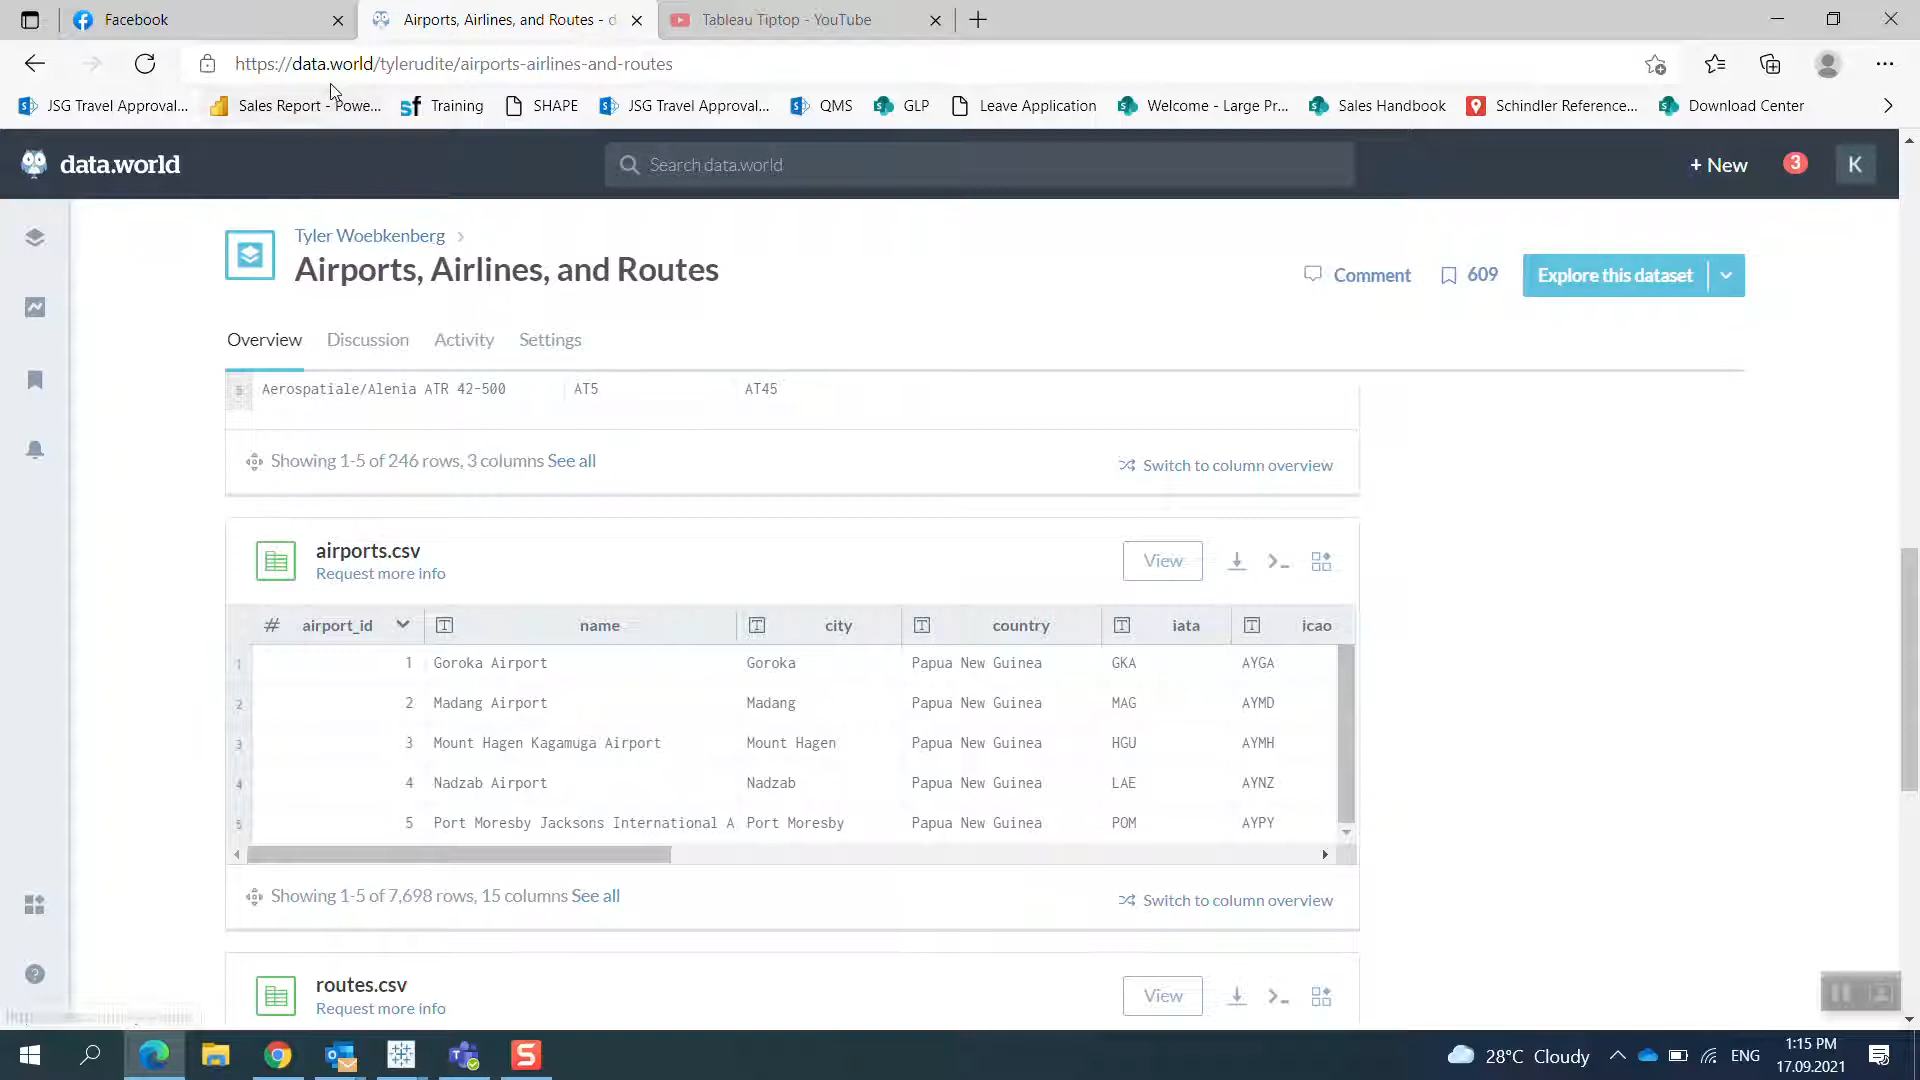 Facebook
Airports, Airlines, and Routes - d
Tableau Tiptop - YouTube
https://data.world/tylerudite/airports-airlines-and-routes
JSG Travel Approval...
Sales Report - Powe...
Training
SHAPE
JSG Travel Approval...
QMS
GLP
Leave Application
Welcome - Large Pr...
Sales Handbook
Schindler Reference...
Download Center
data.world
Search data.world
+ New
3
K
Tyler Woebkenberg
Airports, Airlines, and Routes
Comment
609
Explore this dataset
Overview
Discussion
Activity
Settings
5 Aerospatiale/Alenia ATR 42-500 AT5 AT45
Showing 1-5 of 246 rows, 3 columns See all
Switch to column overview
airports.csv
Request more info
View
# airport_id T name T city T country T iata T icao
1 1 Goroka Airport Goroka Papua New Guinea GKA AYGA
2 2 Madang Airport Madang Papua New Guinea MAG AYMD
3 3 Mount Hagen Kagamuga Airport Mount Hagen Papua New Guinea HGU AYMH
4 4 Nadzab Airport Nadzab Papua New Guinea LAE AYNZ
5 5 Port Moresby Jacksons International A Port Moresby Papua New Guinea POM AYPY
Showing 1-5 of 7,698 rows, 15 columns See all
Switch to column overview
routes.csv
Request more info
View
28°C Cloudy
ENG
1:15 PM
17.09.2021